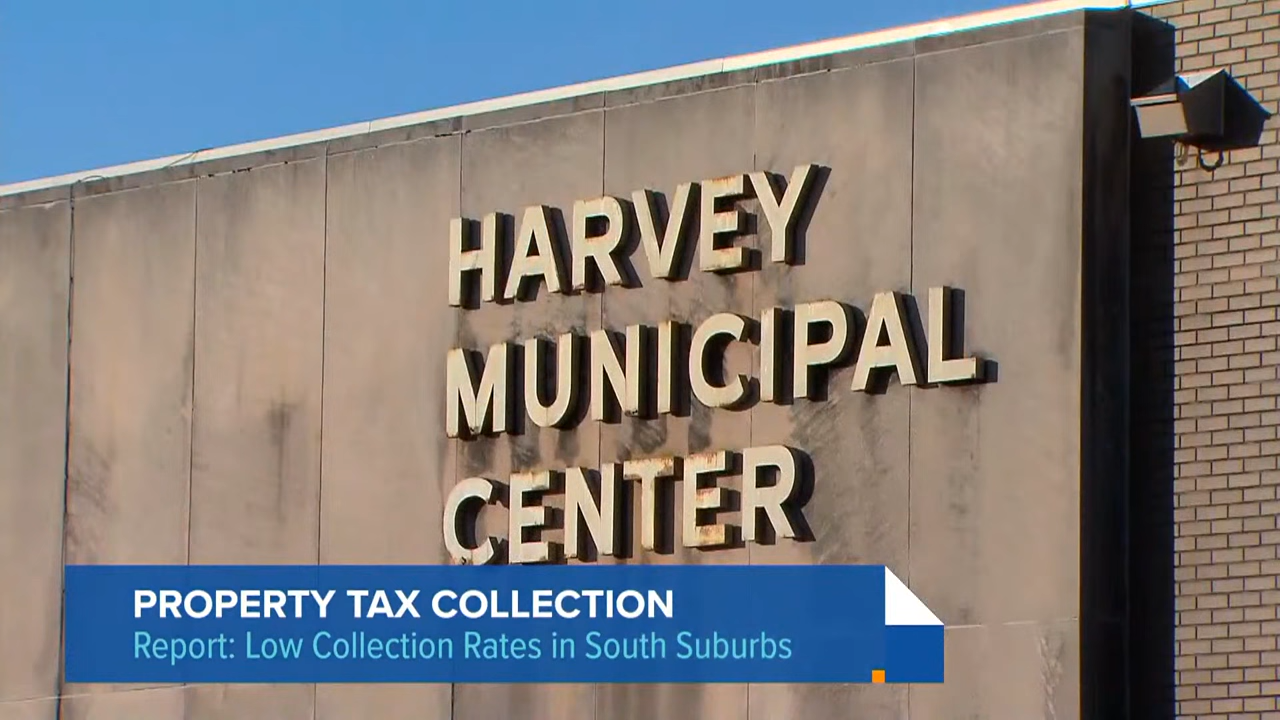 HARVEY
MUNICIPAL
CENTER
PROPERTY TAX COLLECTION
Report: Low Collection Rates in South Suburbs